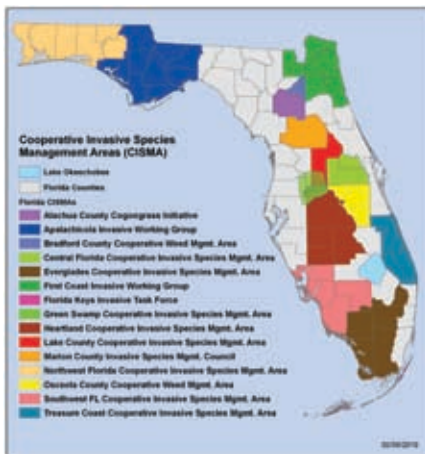 Cooperative Invasive Species
Management Areas (CISMA)
Lake Okeechobee
Florida Counties
Florida CISMAs
Alachua County Cogongrass Initiative
Apalachicola Invasive Working Group
Bradford County Cooperative Weed Mgmt. Area
Central Florida Cooperative Invasive Species Mgmt. Area
Everglades Cooperative Invasive Species Mgmt. Area
First Coast Invasive Working Group
Florida Keys Invasive Task Force
Green Swamp Cooperative Invasive Species Mgmt. Area
Heartland Cooperative Invasive Species Mgmt. Area
Lake County Cooperative Invasive Species Mgmt. Area
Marion County Invasive Species Mgmt. Council
Northwest Florida Cooperative Invasive Species Mgmt. Area
Osceola County Cooperative Weed Mgmt. Area
Southwest FL Cooperative Invasive Species Mgmt. Area
Treasure Coast Cooperative Invasive Species Mgmt. Area